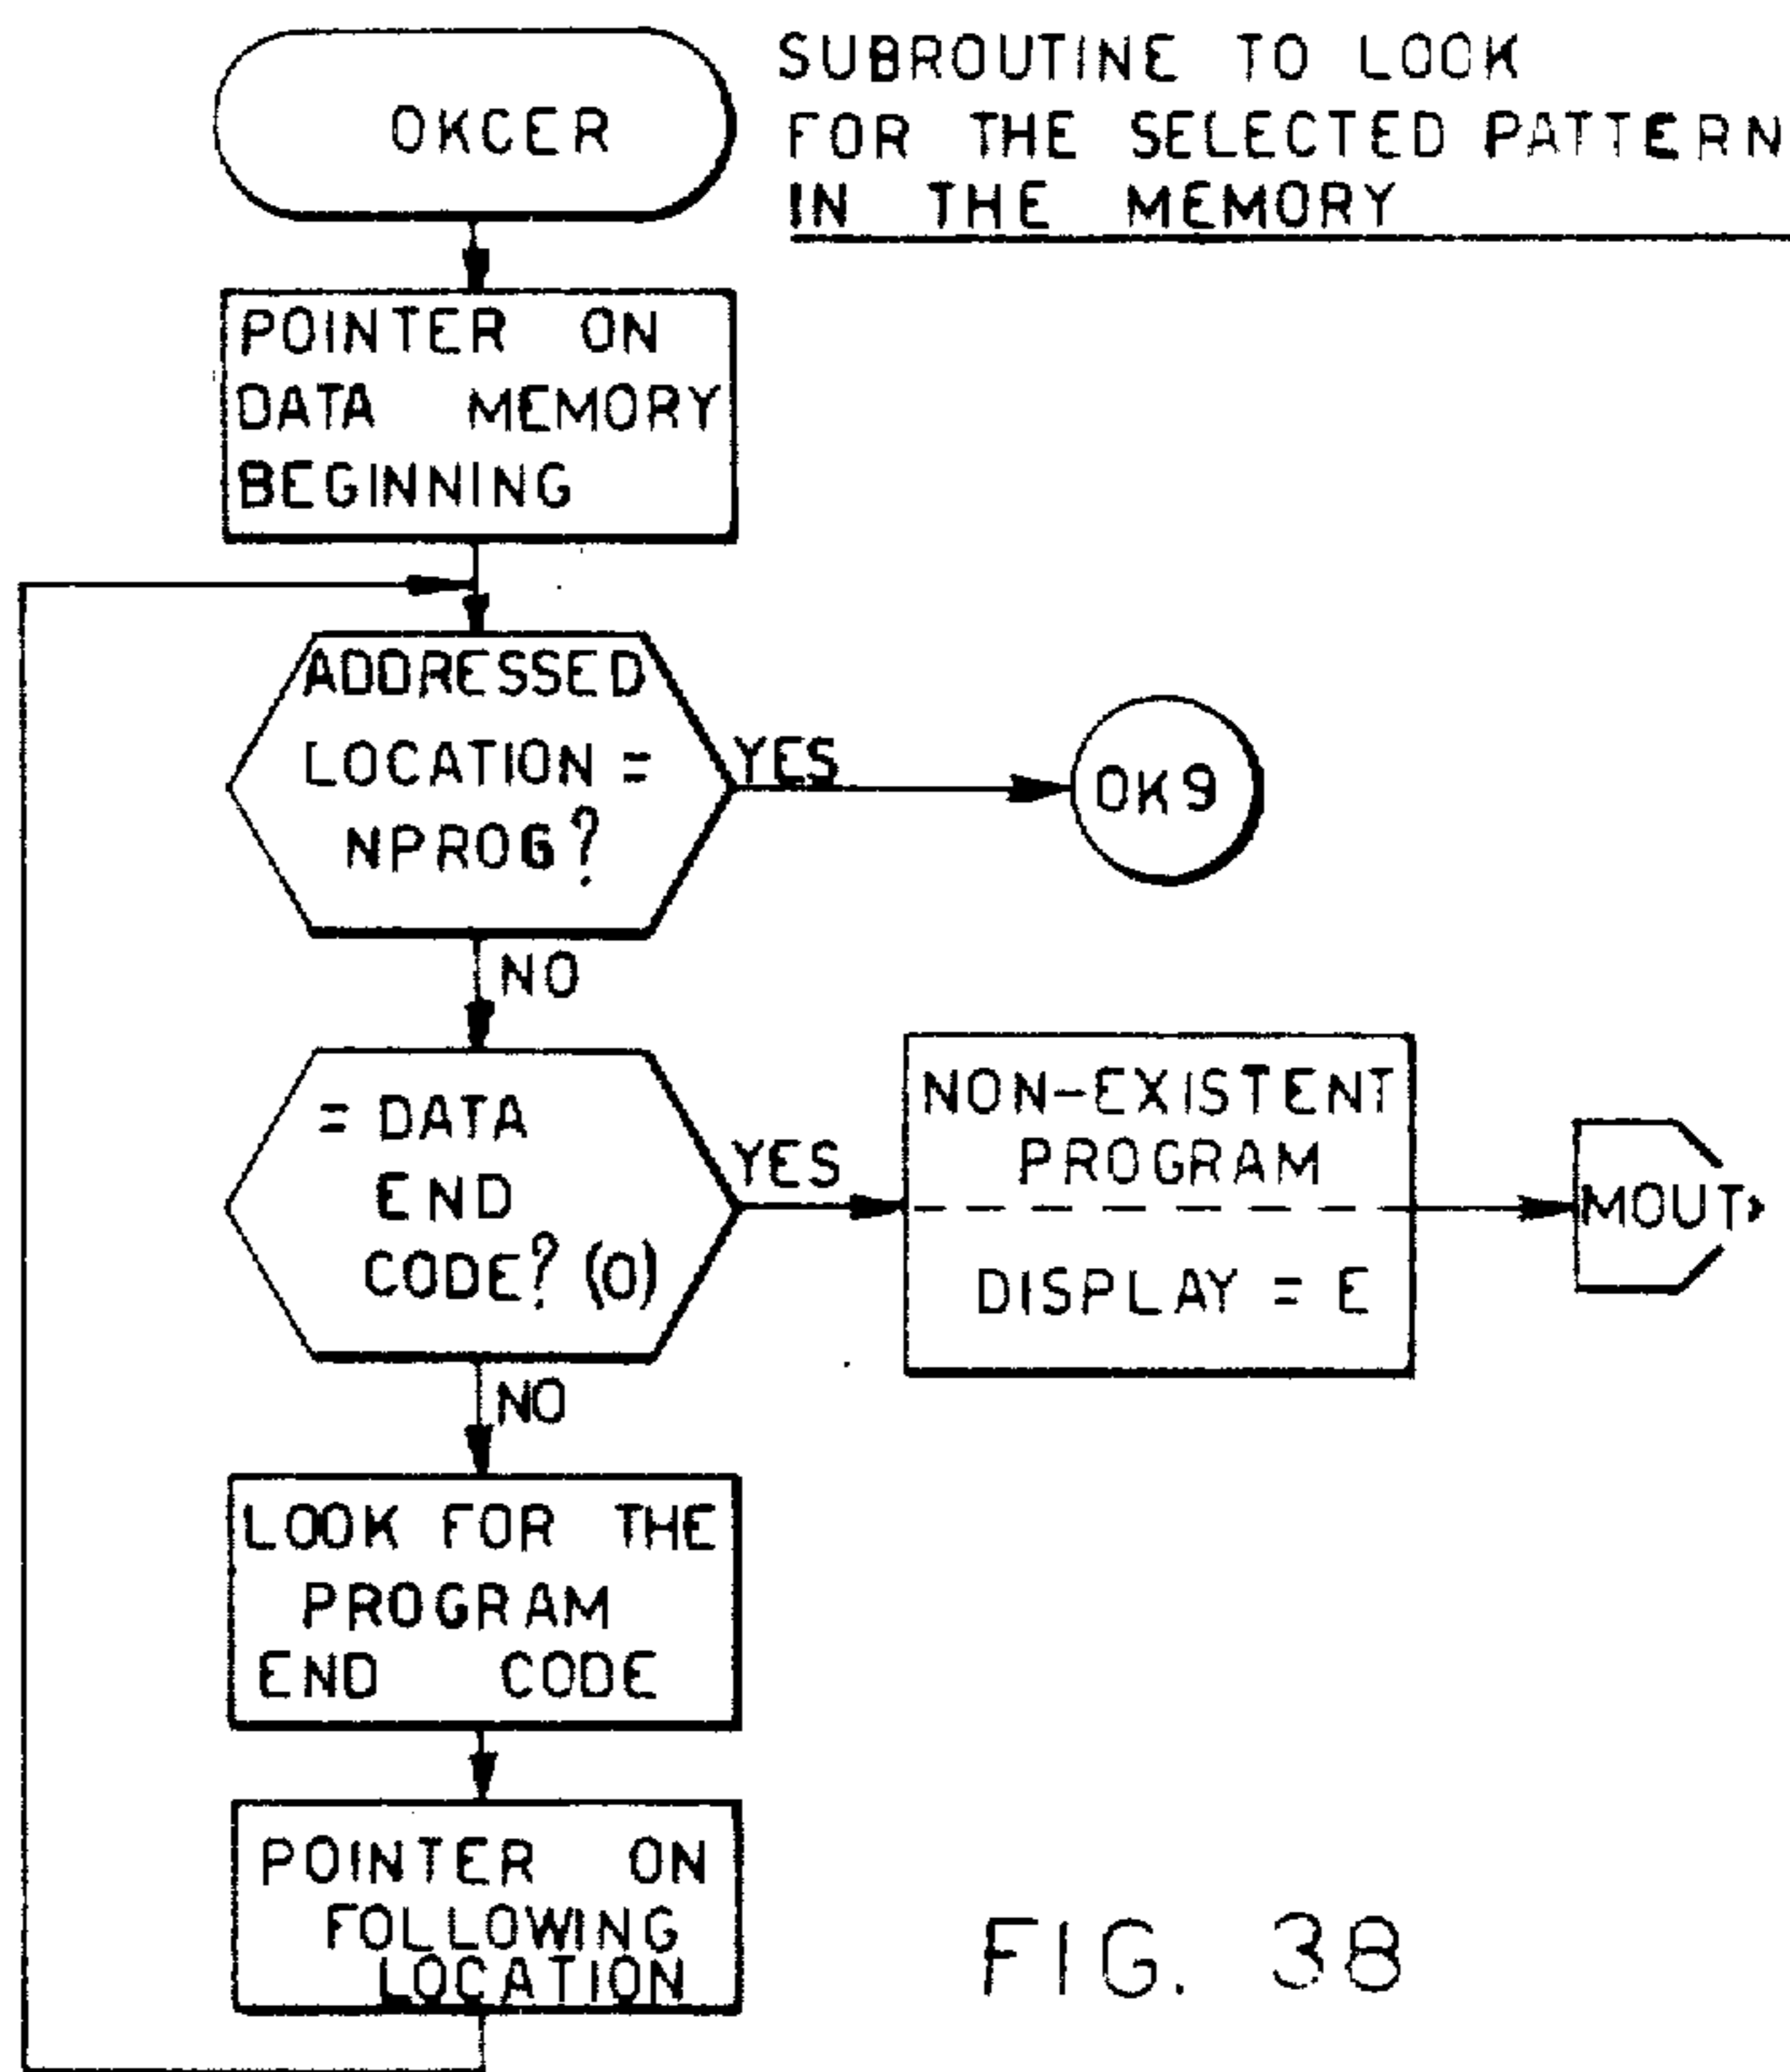 OKCER
SUBROUTINE TO LOOK
FOR THE SELECTED PATTERN
IN THE MEMORY
POINTER ON
DATA MEMORY
BEGINNING
ADDRESSED
LOCATION =
NPROG?
YES
OK9
NO
= DATA
END
CODE? (0)
YES
NON-EXISTENT
PROGRAM
DISPLAY = E
MOUT
NO
LOOK FOR THE
PROGRAM
END CODE
POINTER ON
FOLLOWING
LOCATION
FIG. 38